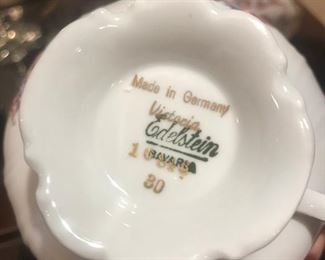 Made in Germany
Victoria
Edelstein
BAVARIA
30